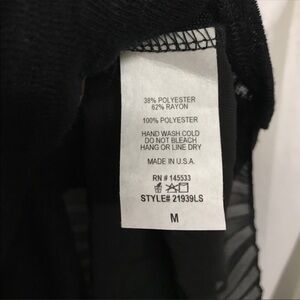 38% POLYESTER
62% RAYON
100% POLYESTER
HAND WASH COLD
DO NOT BLEACH
HANG OR LINE DRY
MADE IN U.S.A.
RN # 145533
STYLE# 21939LS
M